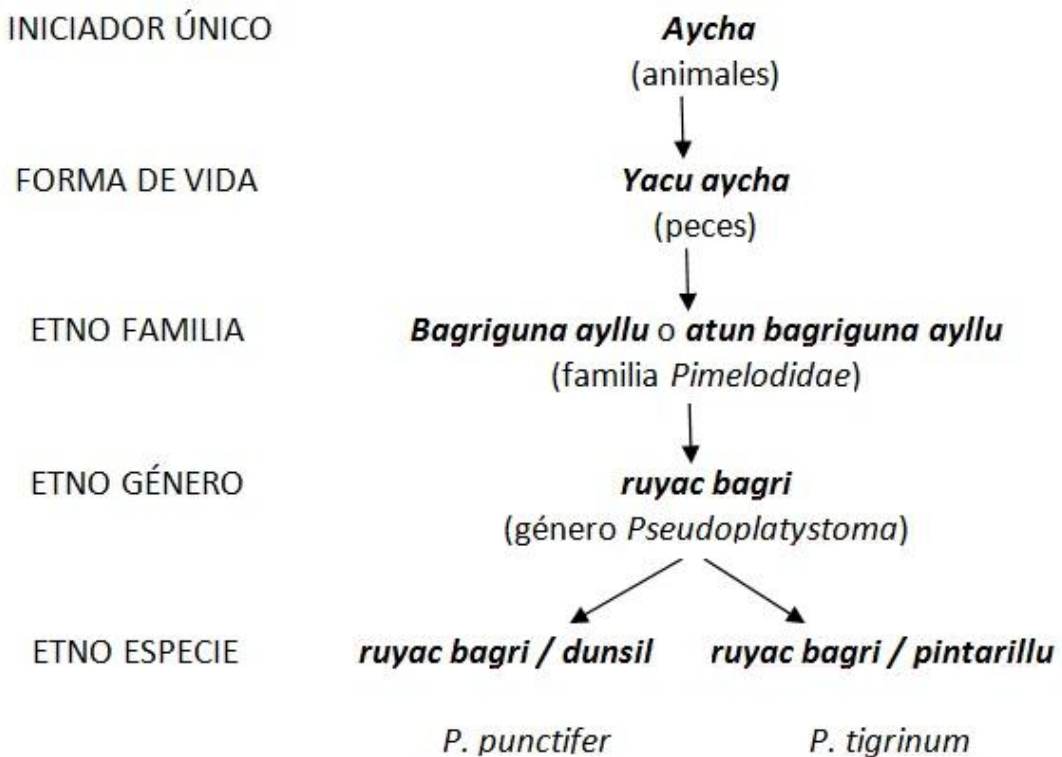 INICIADOR ÚNICO Aycha
(animales)
FORMA DE VIDA Yacu aycha
(peces)
ETNO FAMILIA Bagriguna ayllu o atun bagriguna ayllu
(familia Pimelodidae)
ETNO GÉNERO ruyac bagri
(género Pseudoplatystoma)
ETNO ESPECIE ruyac bagri / dunsil ruyac bagri / pintarillu
P. punctifer P. tigrinum